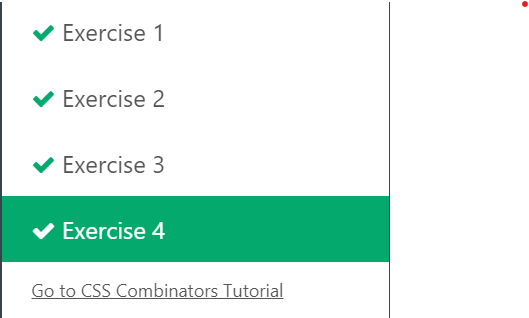 Exercise 1
Exercise 2
Exercise 3
Exercise 4
Go to CSS Combinators Tutorial